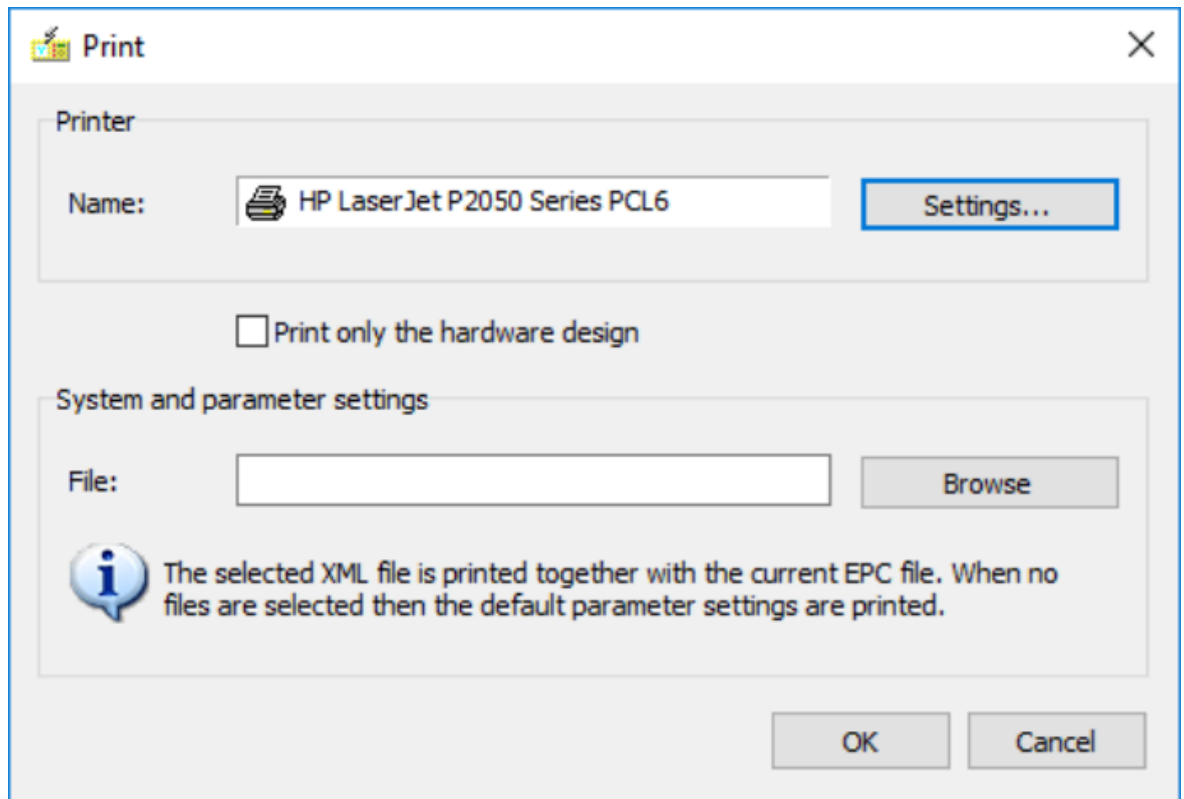 Print
Printer
Name:
HP LaserJet P2050 Series PCL6
Settings...
Print only the hardware design
System and parameter settings
File:
Browse
The selected XML file is printed together with the current EPC file. When no
files are selected then the default parameter settings are printed.
OK
Cancel